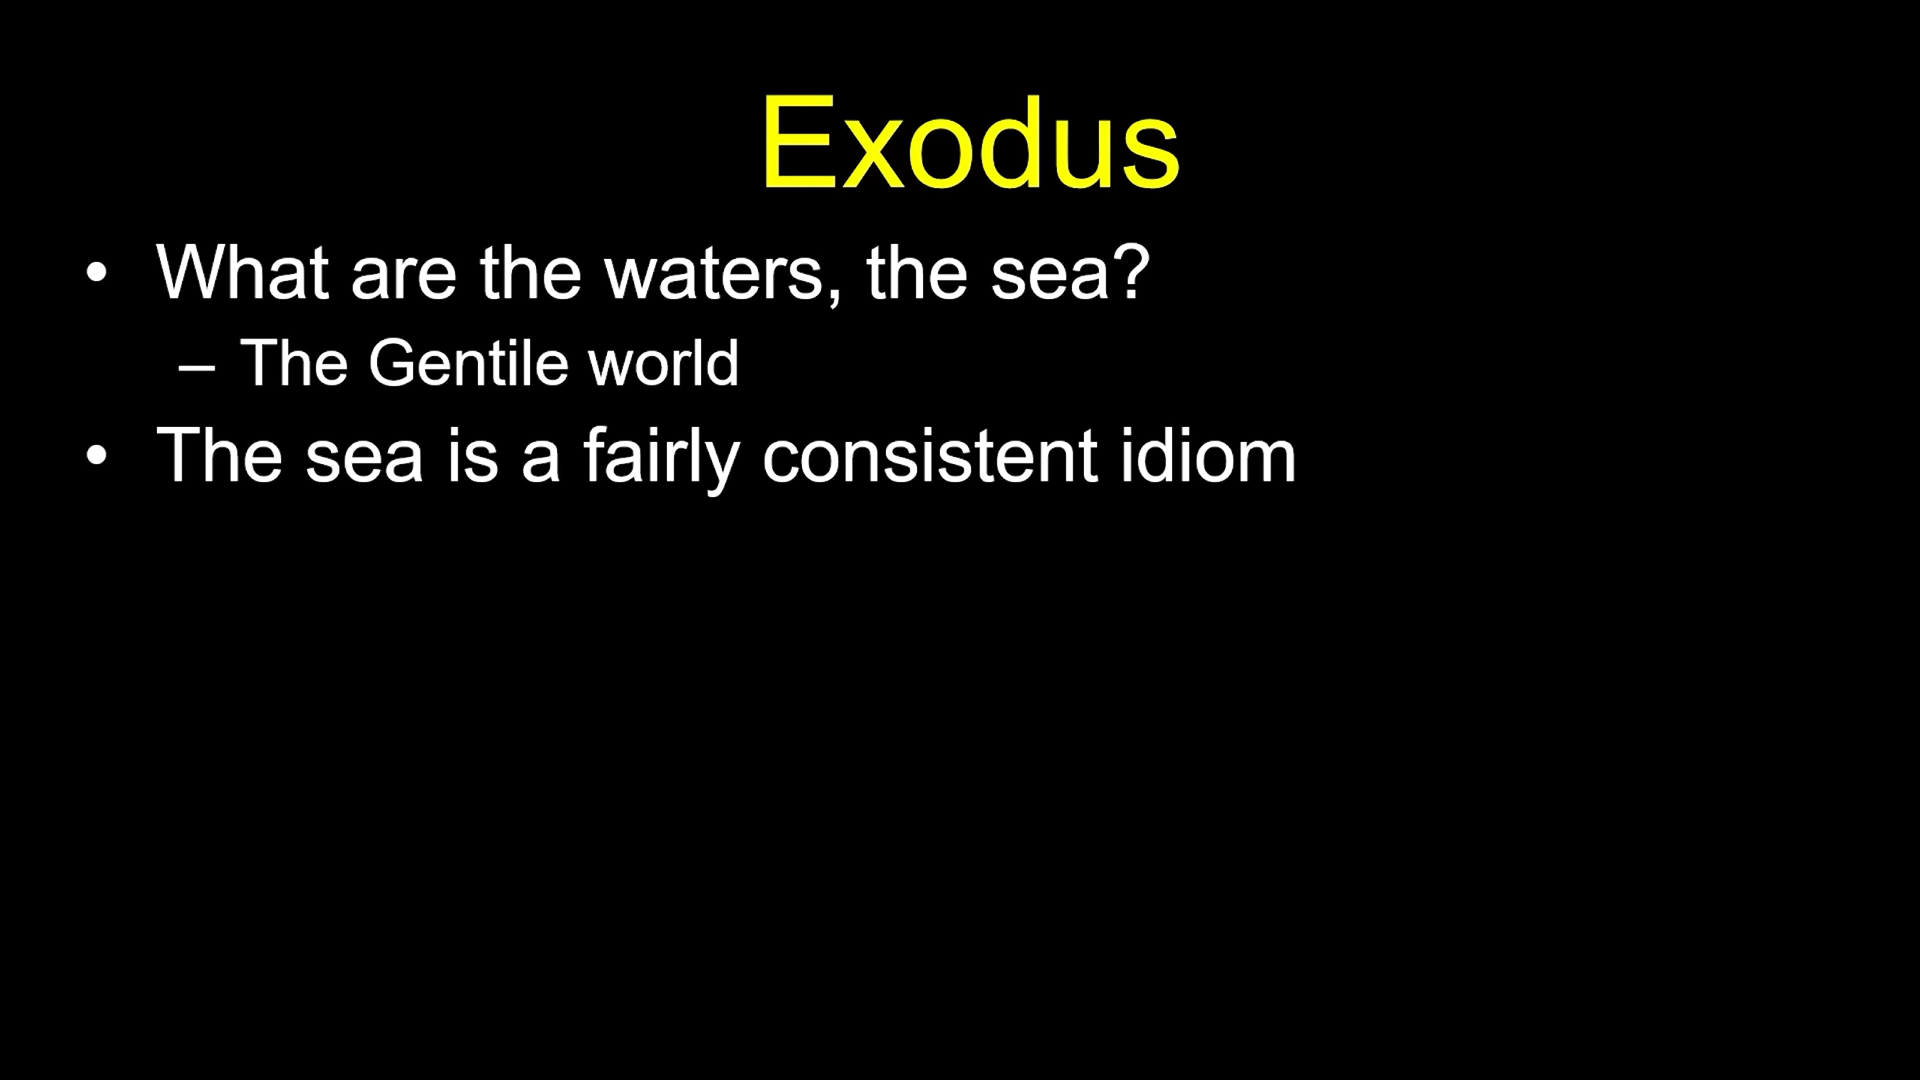 Exodus
• What are the waters, the sea?
– The Gentile world
• The sea is a fairly consistent idiom